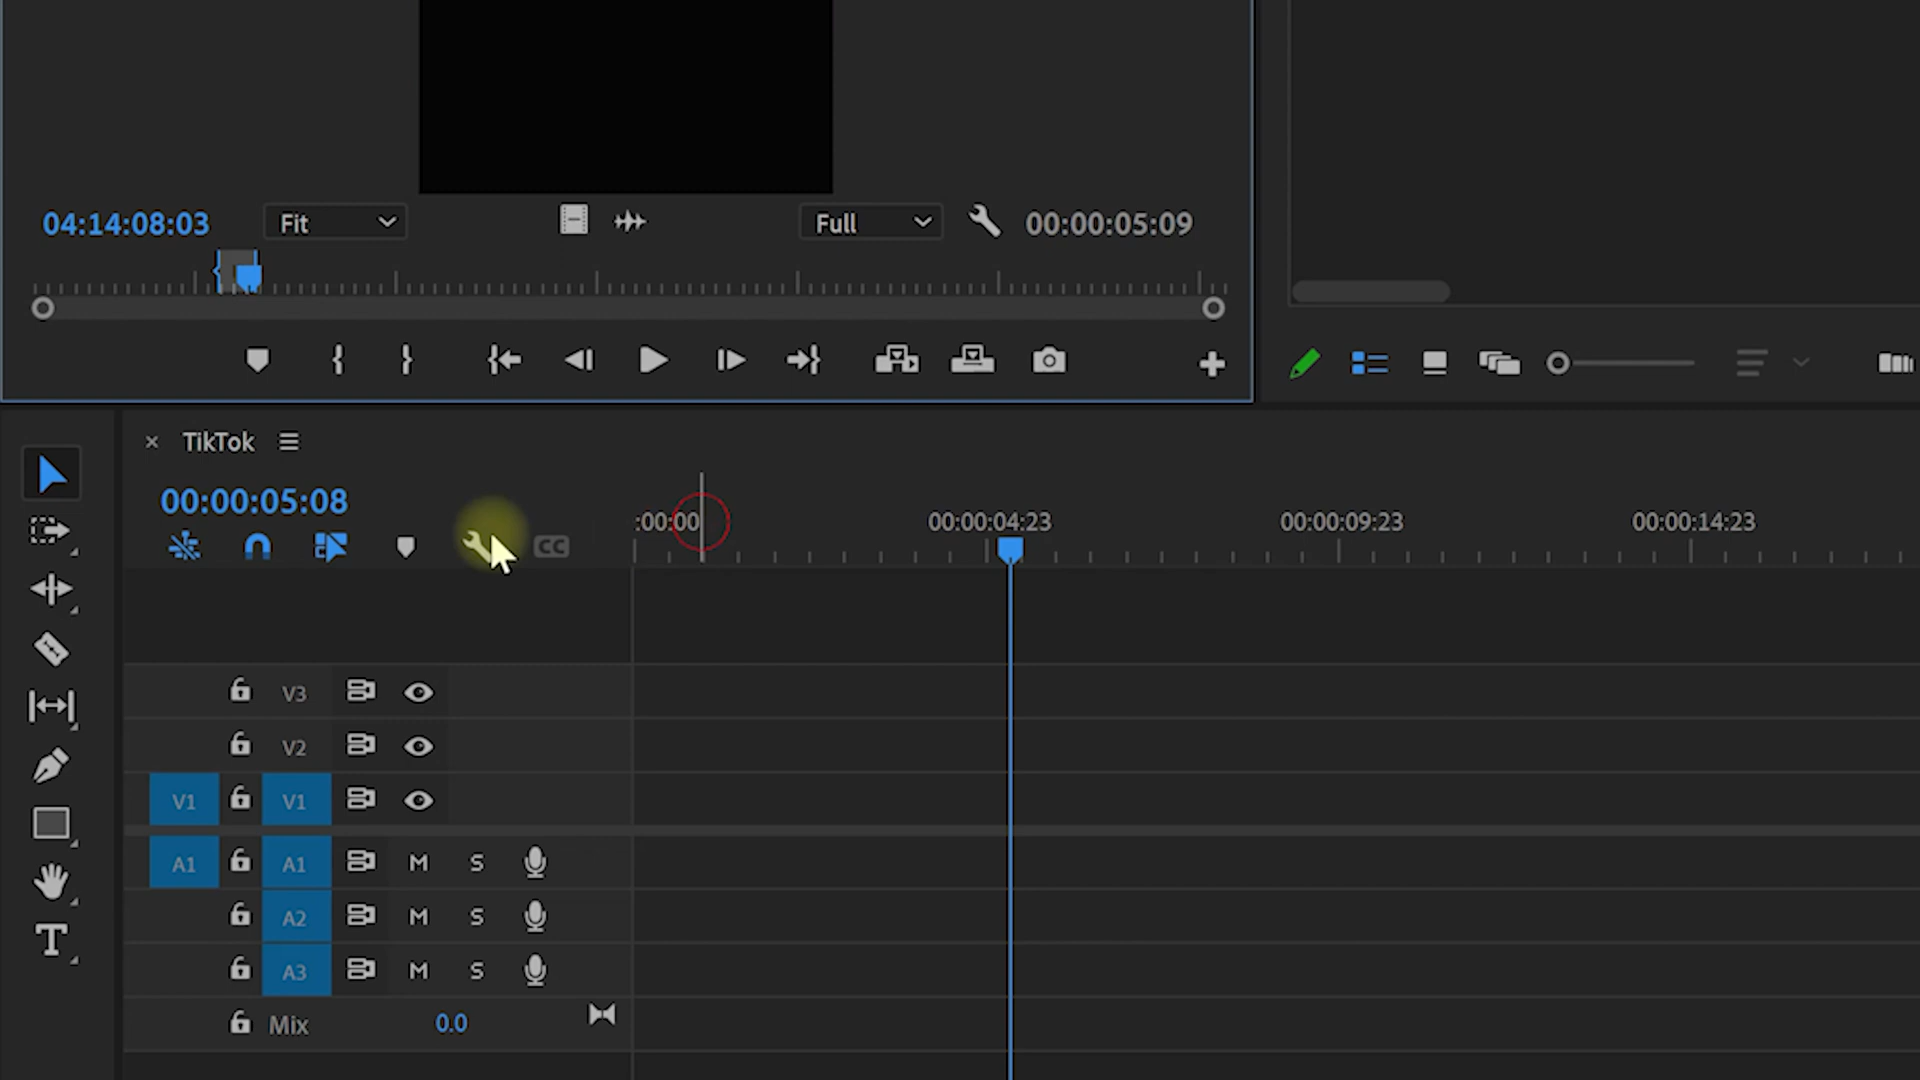 04:14:08:03 Fit Full 00:00:05:09
TikTok
00:00:05:08
:00:00 00:00:04:23 00:00:09:23 00:00:14:23
CC
V3
V2
V1 V1
A1 A1 M S
A2 M S
A3 M S
Mix 0.0
T